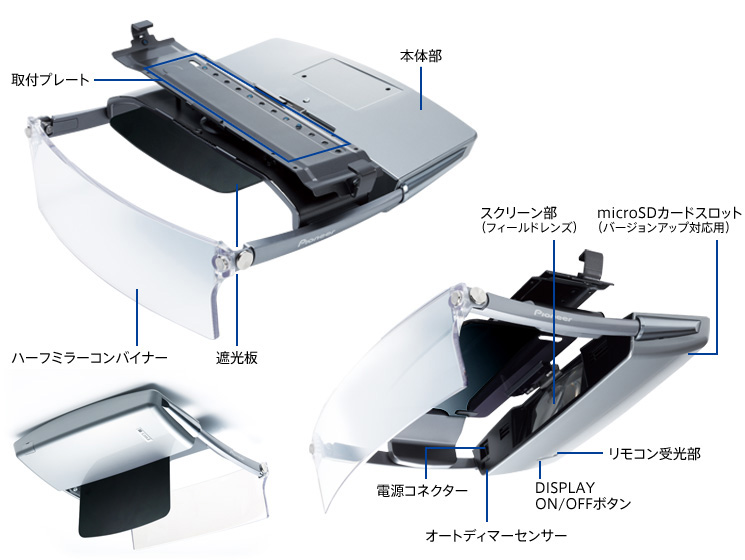 本体部
取付プレート
Pioneer
スクリーン部
（フィールドレンズ）
microSDカードスロット
（バージョンアップ対応用）
Pioneer
ハーフミラーコンバイナー
遮光板
リモコン受光部
電源コネクター
DISPLAY
ON/OFFボタン
オートディマーセンサー